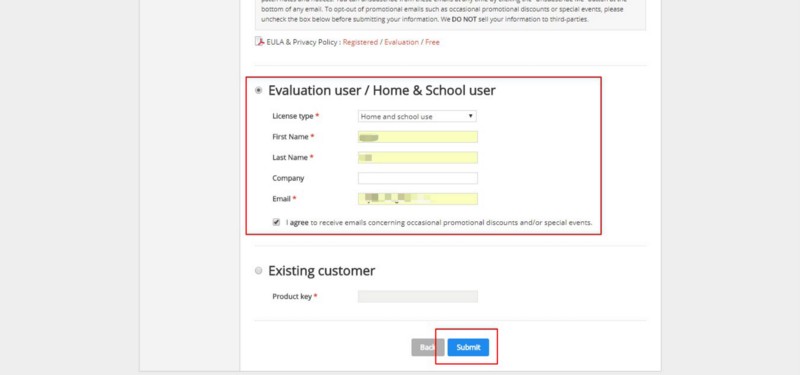 bottom of any email. To opt-out of promotional emails such as occasional promotional discounts or special events, please
uncheck the box below before submitting your information. We DO NOT sell your information to third-parties.
EULA & Privacy Policy : Registered / Evaluation / Free
Evaluation user / Home & School user
License type *
Home and school use
First Name *
Last Name *
Company
Email *
I agree to receive emails concerning occasional promotional discounts and/or special events.
Existing customer
Product key *
Back
Submit